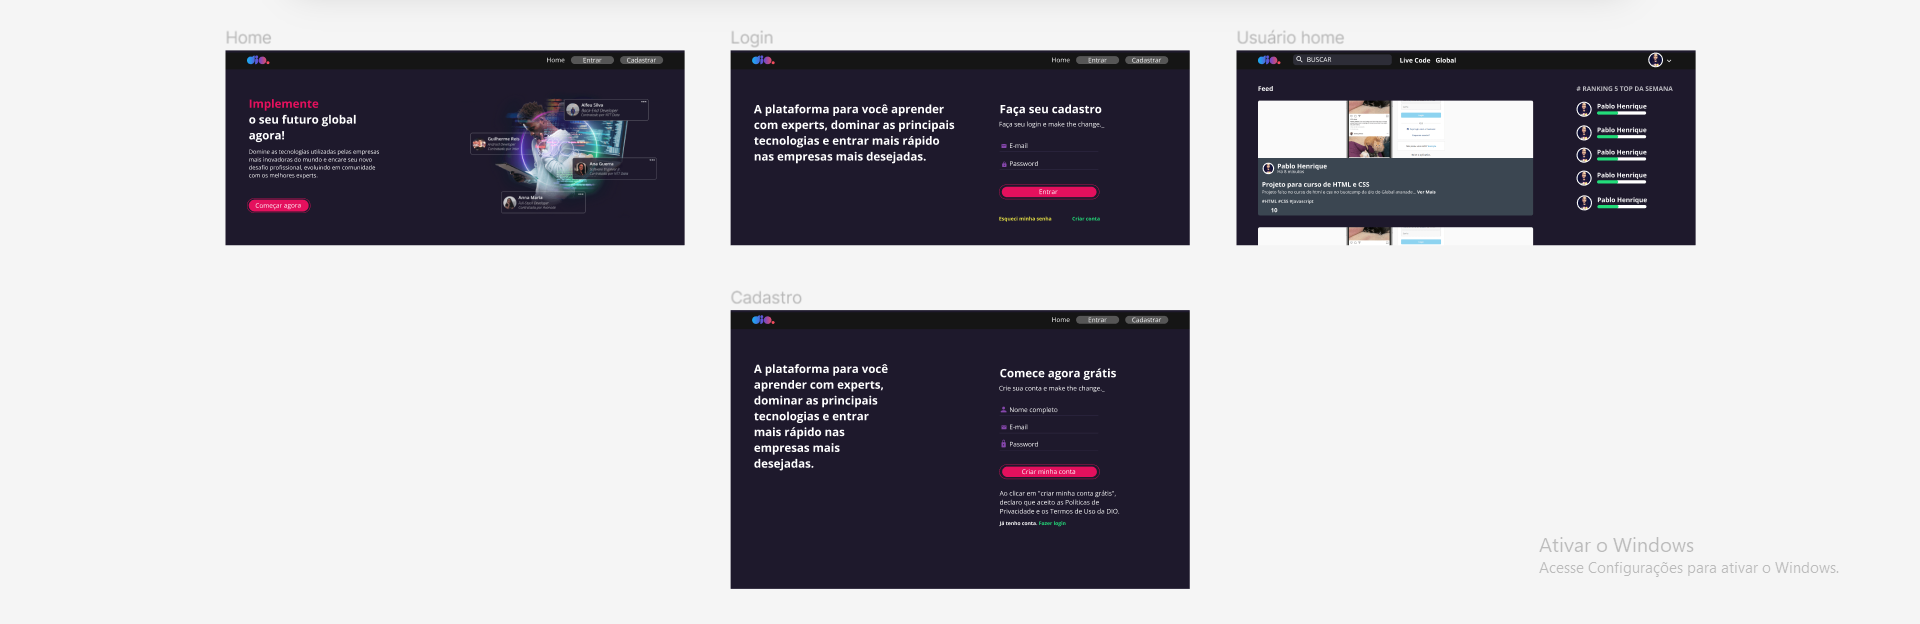 Home
dio.
Home
Entrar
Cadastrar
Implemente
o seu futuro global
agora!
Domine as tecnologias utilizadas pelas empresas
mais inovadoras do mundo e encare seu novo
desafio profissional, evoluindo em comunidade
com os melhores experts.
Começar agora
Alfeu Silva
Guilherme Reis
Ana Guerra
Anna Maria
Login
dio.
Home
Entrar
Cadastrar
A plataforma para você aprender
com experts, dominar as principais
tecnologias e entrar mais rápido
nas empresas mais desejadas.
Faça seu cadastro
Faça seu login e make the change._
E-mail
Password
Entrar
Esqueci minha senha
Criar conta
Usuário home
dio.
BUSCAR
Live Code
Global
Feed
Pablo Henrique
Há 8 minutos
Projeto para curso de HTML e CSS
#HTML #CSS #Javascript
10
# RANKING 5 TOP DA SEMANA
Pablo Henrique
Pablo Henrique
Pablo Henrique
Pablo Henrique
Pablo Henrique
Cadastro
dio.
Home
Entrar
Cadastrar
A plataforma para você
aprender com experts,
dominar as principais
tecnologias e entrar
mais rápido nas
empresas mais
desejadas.
Comece agora grátis
Crie sua conta e make the change._
Nome completo
E-mail
Password
Criar minha conta
Ao clicar em "criar minha conta grátis",
declaro que aceito as Políticas de
Privacidade e os Termos de Uso da DIO.
Já tenho conta. Fazer login
Ativar o Windows
Acesse Configurações para ativar o Windows.